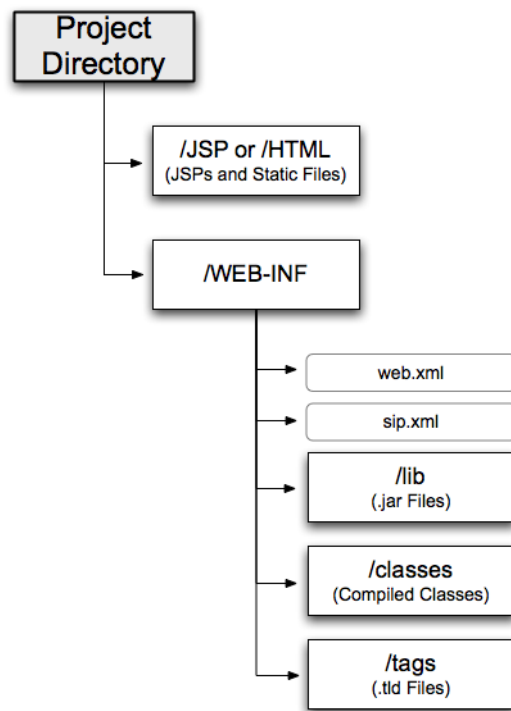 Project
Directory
/JSP or /HTML
(JSPs and Static Files)
/WEB-INF
web.xml
sip.xml
/lib
(.jar Files)
/classes
(Compiled Classes)
/tags
(.tld Files)